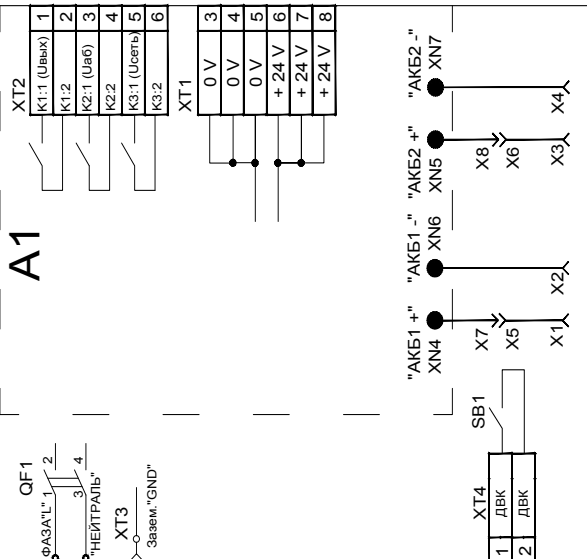 XT2
K1:1 (Uвых) 1
K1:2 2
K2:1 (Uаб) 3
K2:2 4
K3:1 (Uсеть) 5
K3:2 6
XT1
0 V 3
0 V 4
0 V 5
+ 24 V 6
+ 24 V 7
+ 24 V 8
A1
"АКБ1 +" XN4
"АКБ1 -" XN6
"АКБ2 +" XN5
"АКБ2 -" XN7
X7
X5
X1
X2
X8
X6
X3
X4
QF1
ФАЗА"L" 1 2
"НЕЙТРАЛЬ" 3 4
XT3
Зазем."GND"
SB1
XT4
1 ДВК
2 ДВК